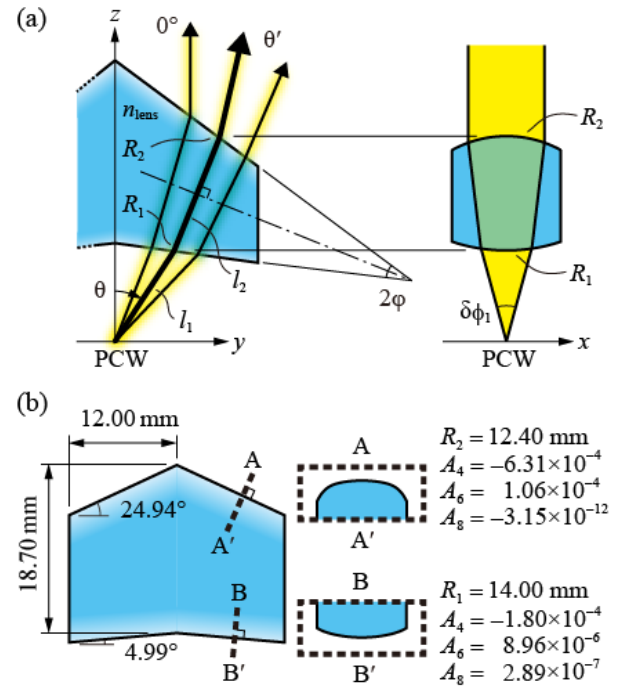 (a)
z
0°
θ′
n_lens
R₂
R₂
R₁
R₁
θ
l₂
l₁
2φ
δϕ₁
PCW
y
PCW
x
(b)
12.00 mm
18.70 mm
24.94°
4.99°
A
A′
B
B′
A
A′
B
B′
R₂ = 12.40 mm
A₄ = –6.31×10⁻⁴
A₆ = 1.06×10⁻⁴
A₈ = –3.15×10⁻¹²
R₁ = 14.00 mm
A₄ = –1.80×10⁻⁴
A₆ = 8.96×10⁻⁶
A₈ = 2.89×10⁻⁷